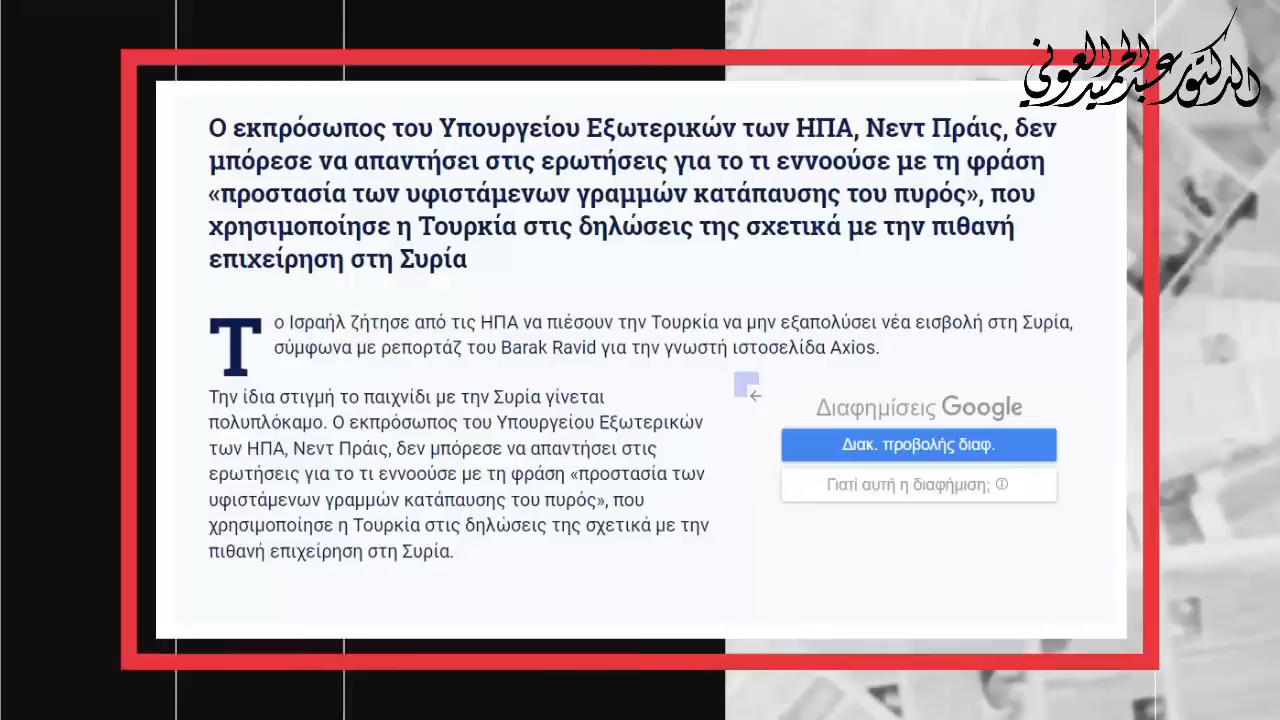 الدكتور عبدالحميد العوني
Ο εκπρόσωπος του Υπουργείου Εξωτερικών των ΗΠΑ, Νεντ Πράις, δεν
μπόρεσε να απαντήσει στις ερωτήσεις για το τι εννοούσε με τη φράση
«προστασία των υφιστάμενων γραμμών κατάπαυσης του πυρός», που
χρησιμοποίησε η Τουρκία στις δηλώσεις της σχετικά με την πιθανή
επιχείρηση στη Συρία
Το Ισραήλ ζήτησε από τις ΗΠΑ να πιέσουν την Τουρκία να μην εξαπολύσει νέα εισβολή στη Συρία,
σύμφωνα με ρεπορτάζ του Barak Ravid για την γνωστή ιστοσελίδα Axios.
Την ίδια στιγμή το παιχνίδι με την Συρία γίνεται
πολυπλόκαμο. Ο εκπρόσωπος του Υπουργείου Εξωτερικών
των ΗΠΑ, Νεντ Πράις, δεν μπόρεσε να απαντήσει στις
ερωτήσεις για το τι εννοούσε με τη φράση «προστασία των
υφιστάμενων γραμμών κατάπαυσης του πυρός», που
χρησιμοποίησε η Τουρκία στις δηλώσεις της σχετικά με την
πιθανή επιχείρηση στη Συρία.
Διαφημίσεις Google
Διακ. προβολής διαφ.
Γιατί αυτή η διαφήμιση;